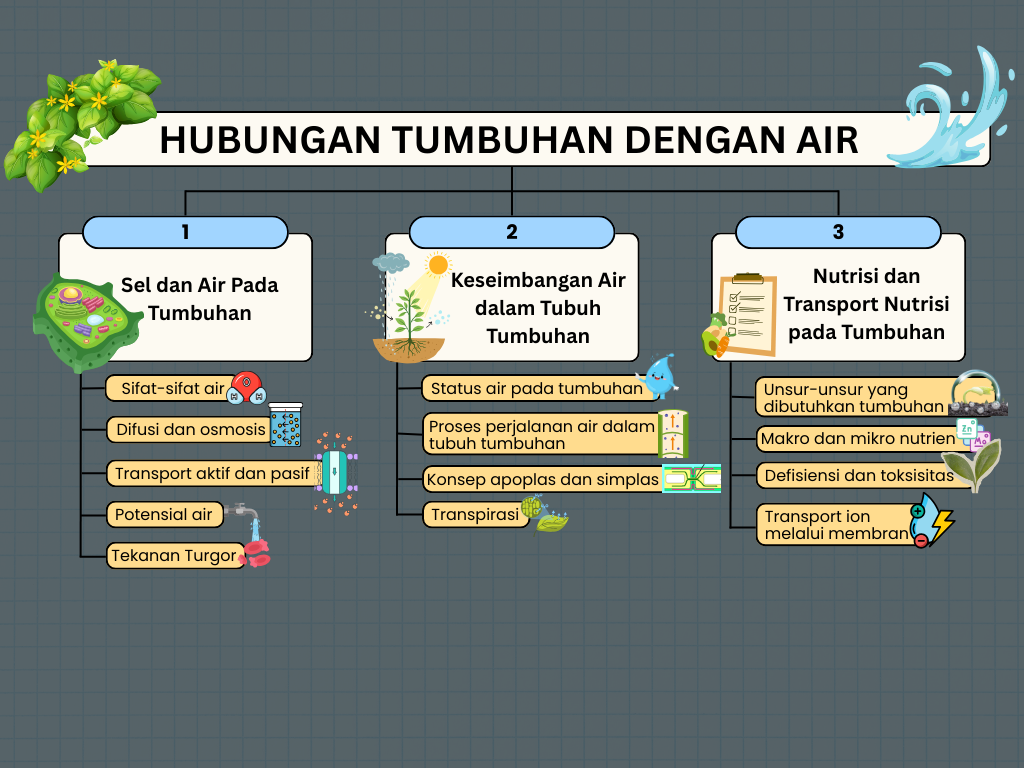 HUBUNGAN TUMBUHAN DENGAN AIR
1
Sel dan Air Pada
Tumbuhan
Sifat-sifat air
H
H
Difusi dan osmosis
Transport aktif dan pasif
Potensial air
Tekanan Turgor
2
Keseimbangan Air
dalam Tubuh
Tumbuhan
Status air pada tumbuhan
Proses perjalanan air dalam
tubuh tumbuhan
Konsep apoplas dan simplas
Transpirasi
3
Nutrisi dan
Transport Nutrisi
pada Tumbuhan
Unsur-unsur yang
dibutuhkan tumbuhan
Makro dan mikro nutrien
Zn
Mo
Defisiensi dan toksisitas
Transport ion
melalui membran